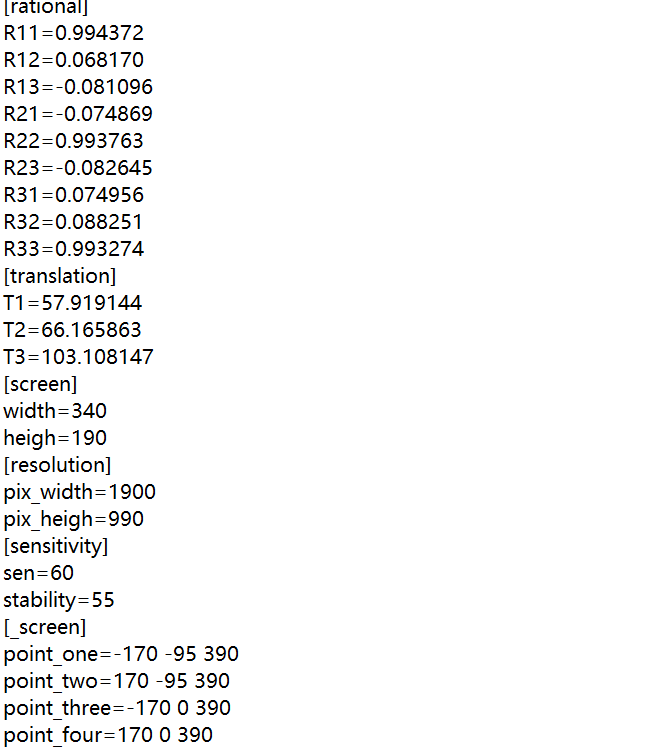 [rational]
R11=0.994372
R12=0.068170
R13=-0.081096
R21=-0.074869
R22=0.993763
R23=-0.082645
R31=0.074956
R32=0.088251
R33=0.993274
[translation]
T1=57.919144
T2=66.165863
T3=103.108147
[screen]
width=340
heigh=190
[resolution]
pix_width=1900
pix_heigh=990
[sensitivity]
sen=60
stability=55
[_screen]
point_one=-170 -95 390
point_two=170 -95 390
point_three=-170 0 390
point_four=170 0 390